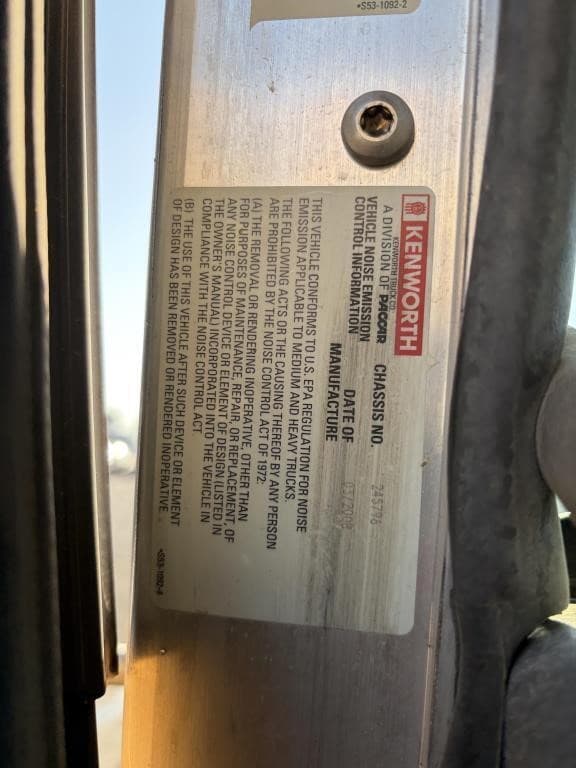 •S53-1092-2
KENWORTH
KENWORTH TRUCK CO.
A DIVISION OF PACCAR
VEHICLE NOISE EMISSION
CONTROL INFORMATION
CHASSIS NO. 245798
DATE OF
MANUFACTURE 03/2008
THIS VEHICLE CONFORMS TO U.S. EPA REGULATION FOR NOISE
EMISSION APPLICABLE TO MEDIUM AND HEAVY TRUCKS.
THE FOLLOWING ACTS OR THE CAUSING THEREOF BY ANY PERSON
ARE PROHIBITED BY THE NOISE CONTROL ACT OF 1972:
(A) THE REMOVAL OR RENDERING INOPERATIVE, OTHER THAN
FOR PURPOSES OF MAINTENANCE, REPAIR, OR REPLACEMENT, OF
ANY NOISE CONTROL DEVICE OR ELEMENT OF DESIGN (LISTED IN
THE OWNER'S MANUAL) INCORPORATED INTO THE VEHICLE IN
COMPLIANCE WITH THE NOISE CONTROL ACT
(B) THE USE OF THIS VEHICLE AFTER SUCH DEVICE OR ELEMENT
OF DESIGN HAS BEEN REMOVED OR RENDERED INOPERATIVE.
•S53-1092-4